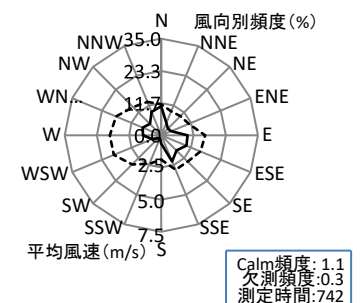 N
風向別頻度(%)
35.0
NNW
NNE
NW
23.3
NE
WN...
11.7
ENE
W
0.0
E
WSW
2.5
ESE
SW
5.0
SE
SSW
7.5
SSE
S
平均風速(m/s)
Calm頻度: 1.1
欠測頻度:0.3
測定時間:742